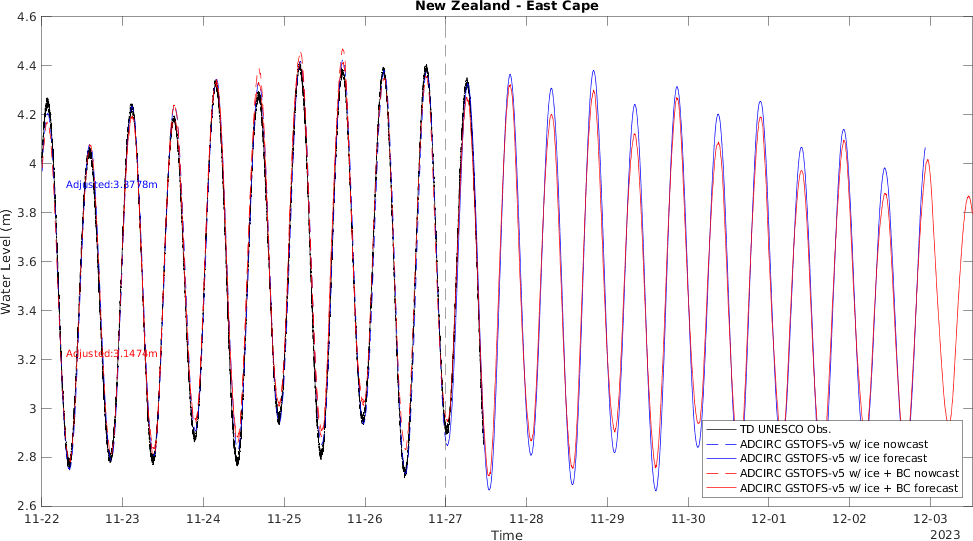 New Zealand - East Cape
4.6
4.4
4.2
4
3.8
3.6
3.4
3.2
3
2.8
2.6
Water Level (m)
Adjusted:3.3778m
Adjusted:3.1474m
TD UNESCO Obs.
ADCIRC GSTOFS-v5 w/ ice nowcast
ADCIRC GSTOFS-v5 w/ ice forecast
ADCIRC GSTOFS-v5 w/ ice + BC nowcast
ADCIRC GSTOFS-v5 w/ ice + BC forecast
11-22 11-23 11-24 11-25 11-26 11-27 11-28 11-29 11-30 12-01 12-02 12-03
Time
2023